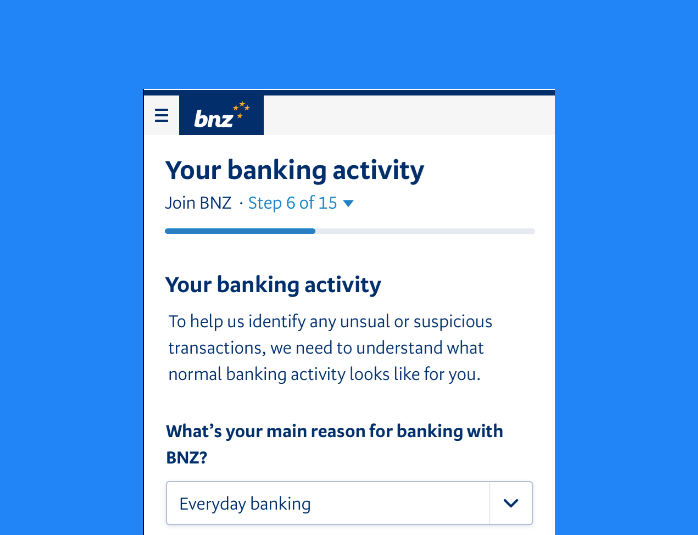 bnz
Your banking activity
Join BNZ · Step 6 of 15
Your banking activity
To help us identify any unsual or suspicious
transactions, we need to understand what
normal banking activity looks like for you.
What's your main reason for banking with
BNZ?
Everyday banking